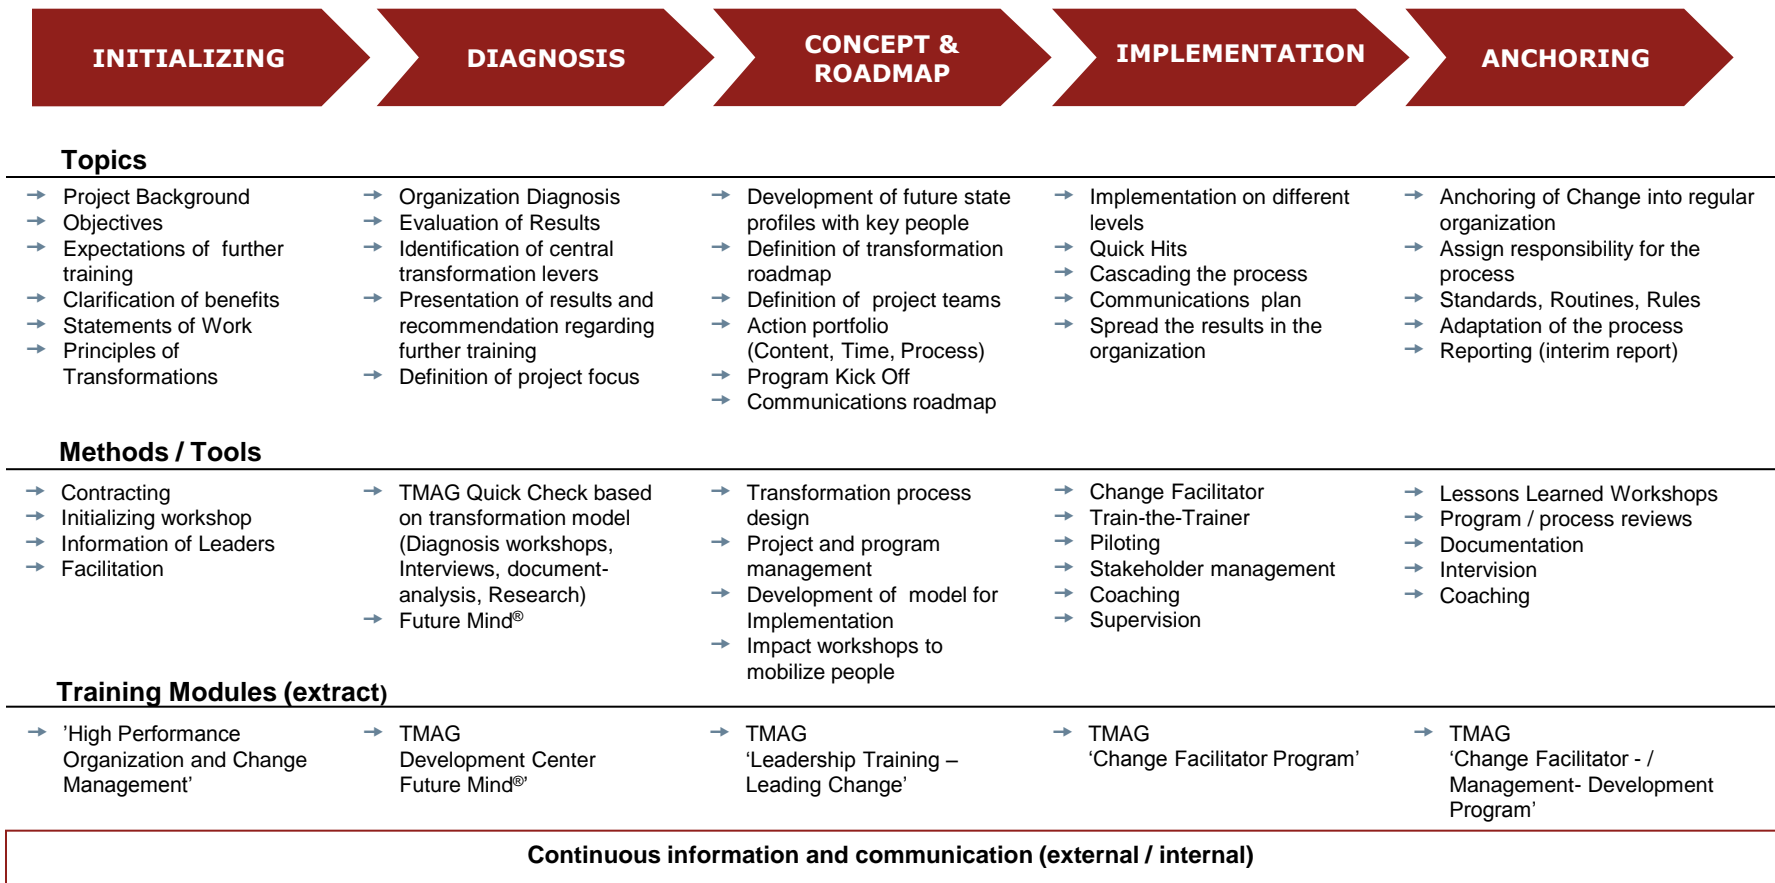 INITIALIZING
DIAGNOSIS
CONCEPT &
ROADMAP
IMPLEMENTATION
ANCHORING
Topics
→ Project Background
→ Objectives
→ Expectations of further
training
→ Clarification of benefits
→ Statements of Work
→ Principles of
Transformations
→ Organization Diagnosis
→ Evaluation of Results
→ Identification of central
transformation levers
→ Presentation of results and
recommendation regarding
further training
→ Definition of project focus
→ Development of future state
profiles with key people
→ Definition of transformation
roadmap
→ Definition of project teams
→ Action portfolio
(Content, Time, Process)
→ Program Kick Off
→ Communications roadmap
→ Implementation on different
levels
→ Quick Hits
→ Cascading the process
→ Communications plan
→ Spread the results in the
organization
→ Anchoring of Change into regular
organization
→ Assign responsibility for the
process
→ Standards, Routines, Rules
→ Adaptation of the process
→ Reporting (interim report)
Methods / Tools
→ Contracting
→ Initializing workshop
→ Information of Leaders
→ Facilitation
→ TMAG Quick Check based
on transformation model
(Diagnosis workshops,
Interviews, document-
analysis, Research)
→ Future Mind®
→ Transformation process
design
→ Project and program
management
→ Development of model for
Implementation
→ Impact workshops to
mobilize people
→ Change Facilitator
→ Train-the-Trainer
→ Piloting
→ Stakeholder management
→ Coaching
→ Supervision
→ Lessons Learned Workshops
→ Program / process reviews
→ Documentation
→ Intervision
→ Coaching
Training Modules (extract)
→ ’High Performance
Organization and Change
Management’
→ TMAG
Development Center
Future Mind®’
→ TMAG
‘Leadership Training –
Leading Change’
→ TMAG
‘Change Facilitator Program’
→ TMAG
‘Change Facilitator - /
Management- Development
Program’
Continuous information and communication (external / internal)